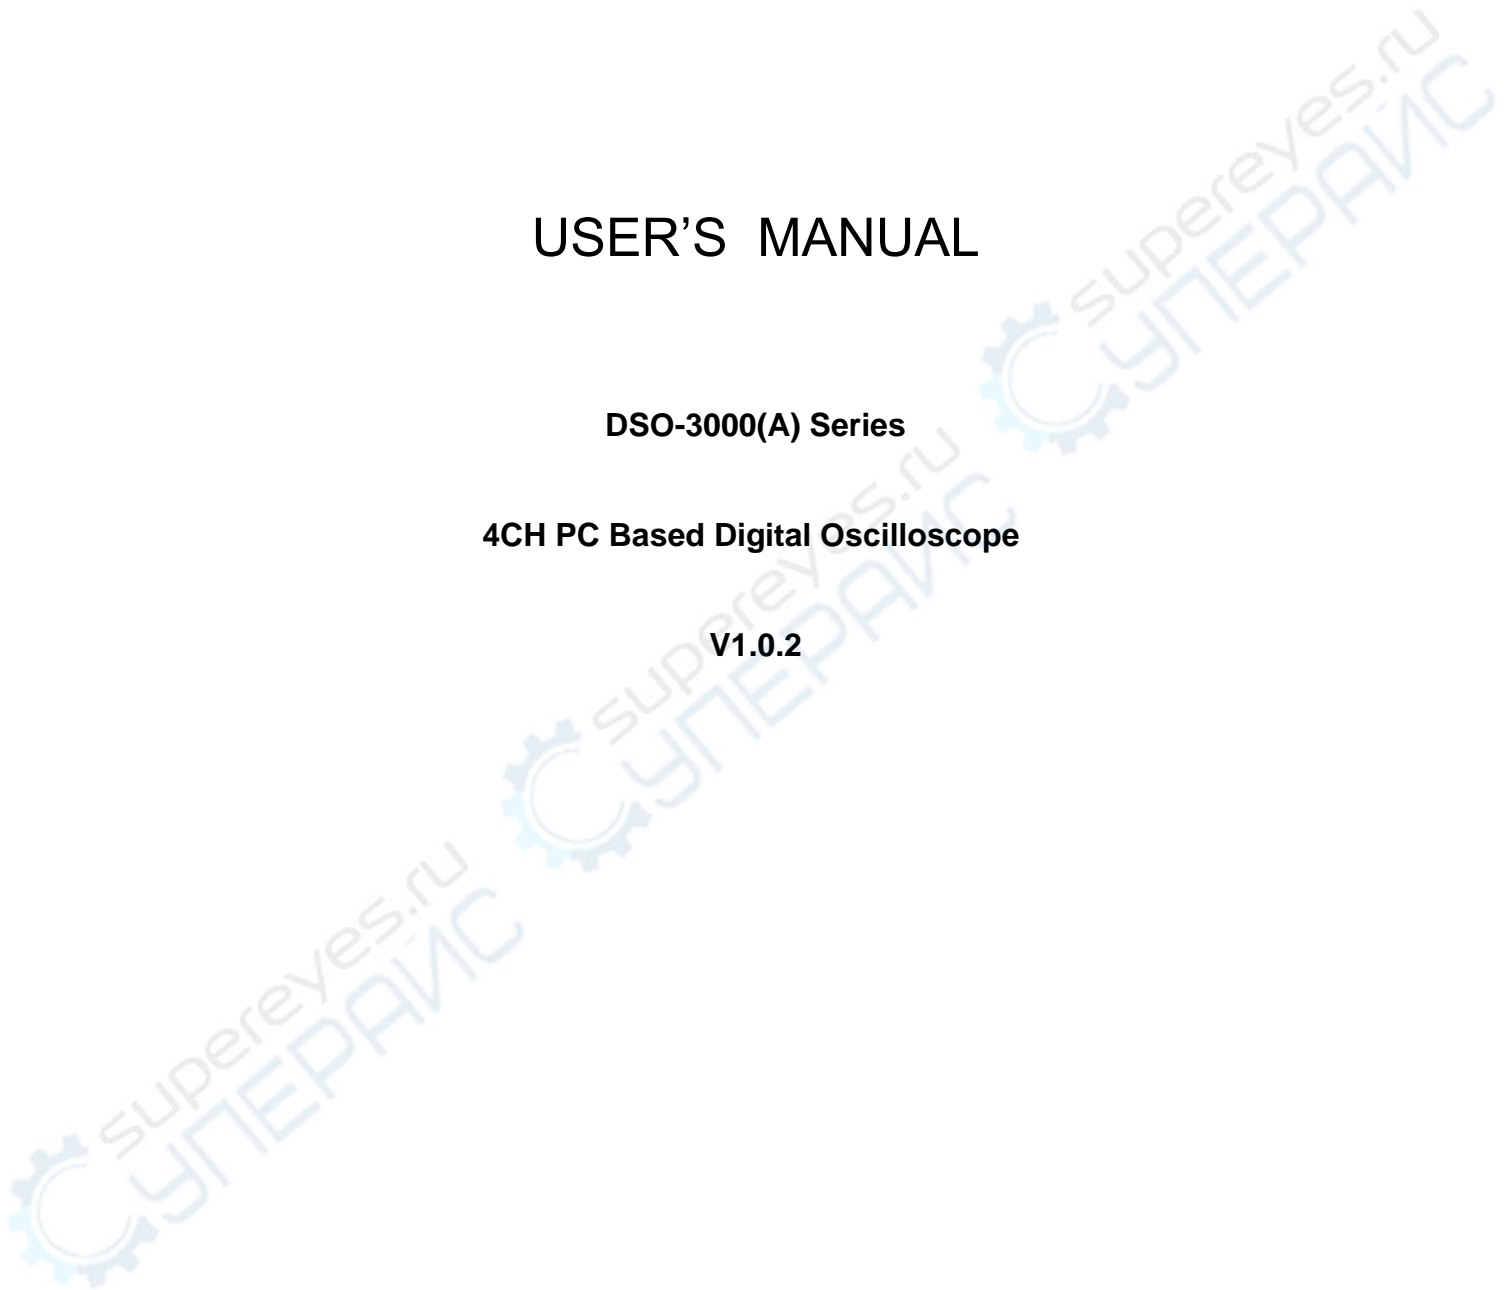 USER’S MANUAL
DSO-3000(A) Series
4CH PC Based Digital Oscilloscope
V1.0.2
supereyes.ru
СУПЕРАЙС
supereyes.ru
СУПЕРАЙС
supereyes.ru
СУПЕРАЙС